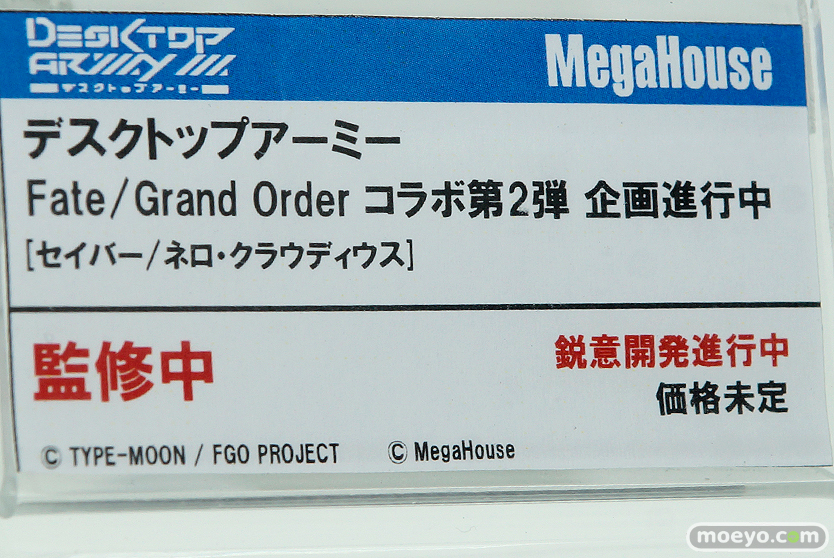 DESKTOP
ARMY
デスクトップアーミー
MegaHouse
デスクトップアーミー
Fate/Grand Order コラボ第2弾 企画進行中
[セイバー/ネロ・クラウディウス]
監修中
鋭意開発進行中
価格未定
© TYPE-MOON / FGO PROJECT © MegaHouse
moeyo.com